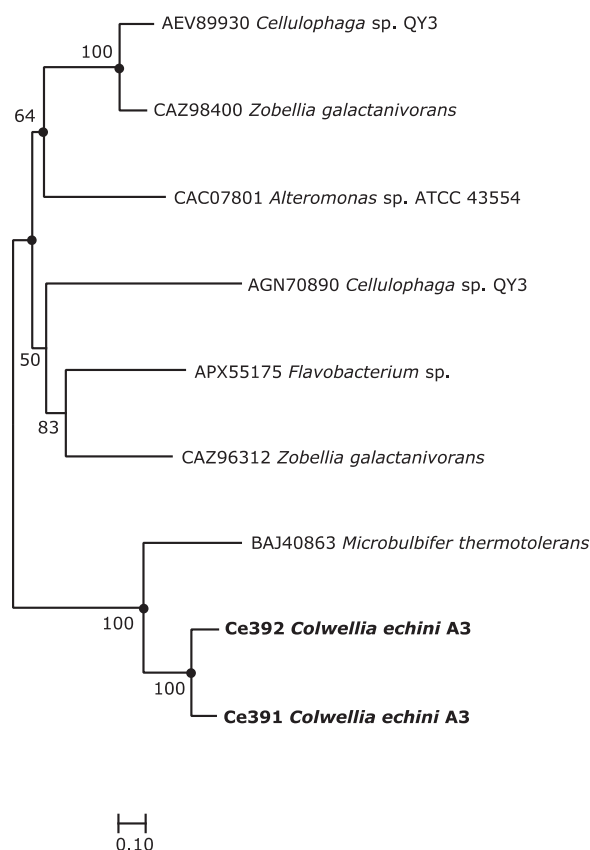 AEV89930 Cellulophaga sp. QY3
100
CAZ98400 Zobellia galactanivorans
64
CAC07801 Alteromonas sp. ATCC 43554
AGN70890 Cellulophaga sp. QY3
50
APX55175 Flavobacterium sp.
83
CAZ96312 Zobellia galactanivorans
BAJ40863 Microbulbifer thermotolerans
100
Ce392 Colwellia echini A3
100
Ce391 Colwellia echini A3
0.10